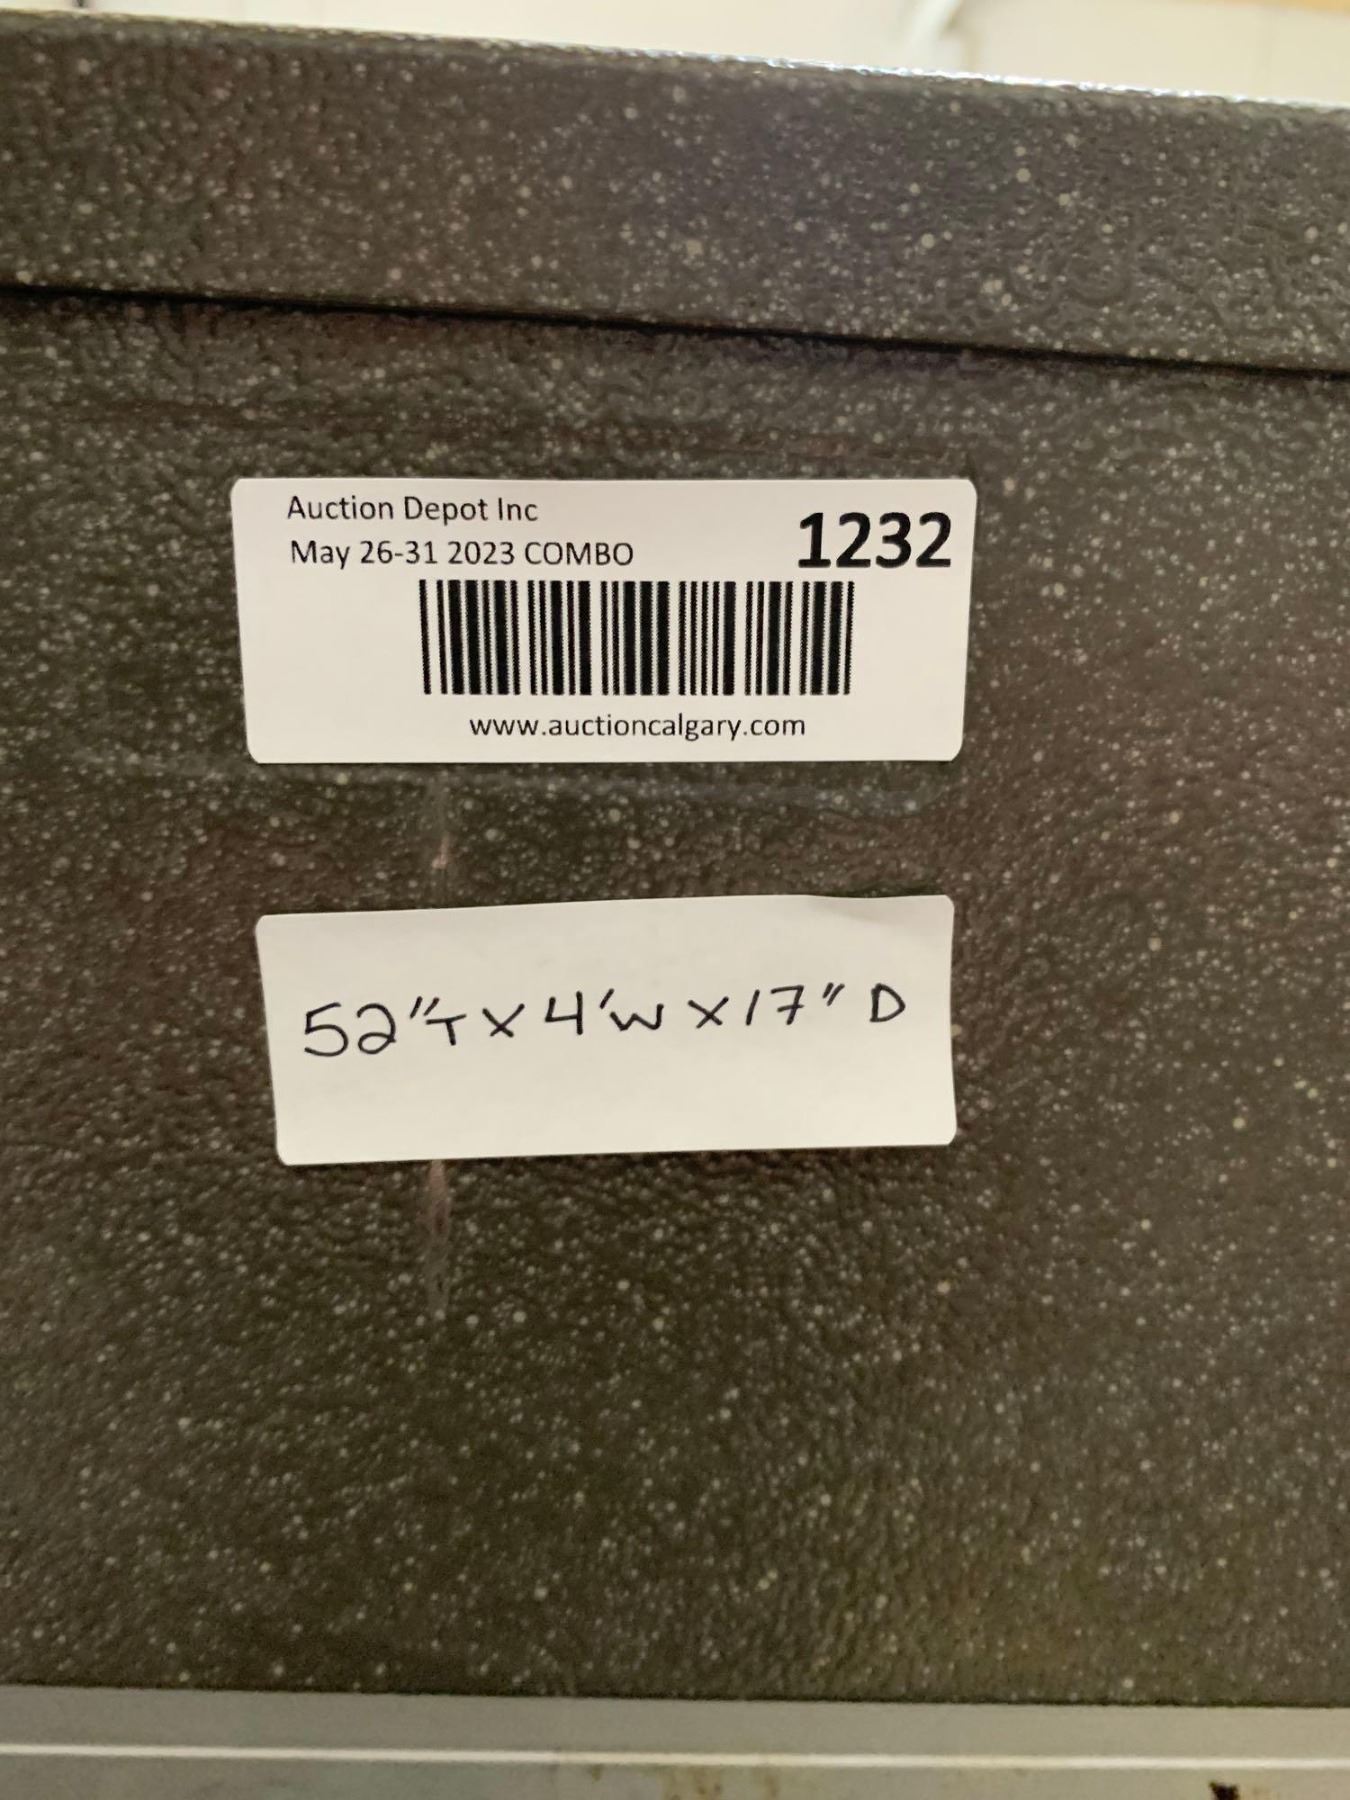 Auction Depot Inc
May 26-31 2023 COMBO
1232
www.auctioncalgary.com
52"T x 4'W x 17" D